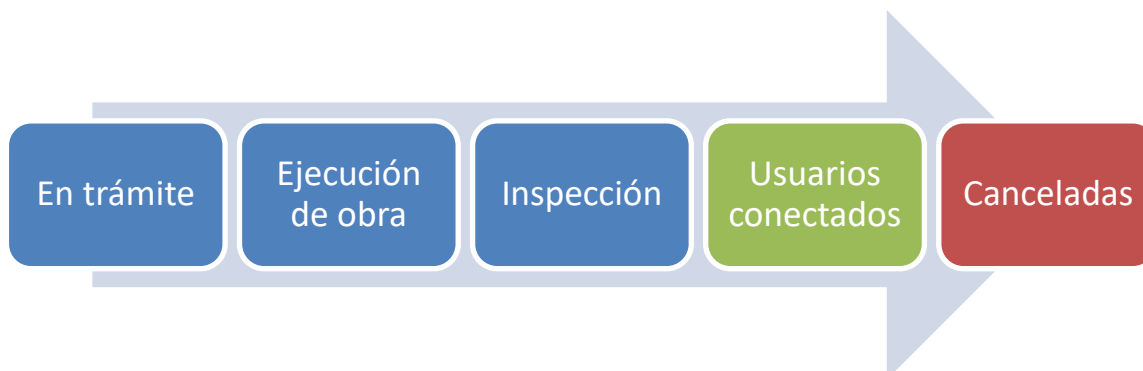 En trámite
Ejecución
de obra
Inspección
Usuarios
conectados
Canceladas